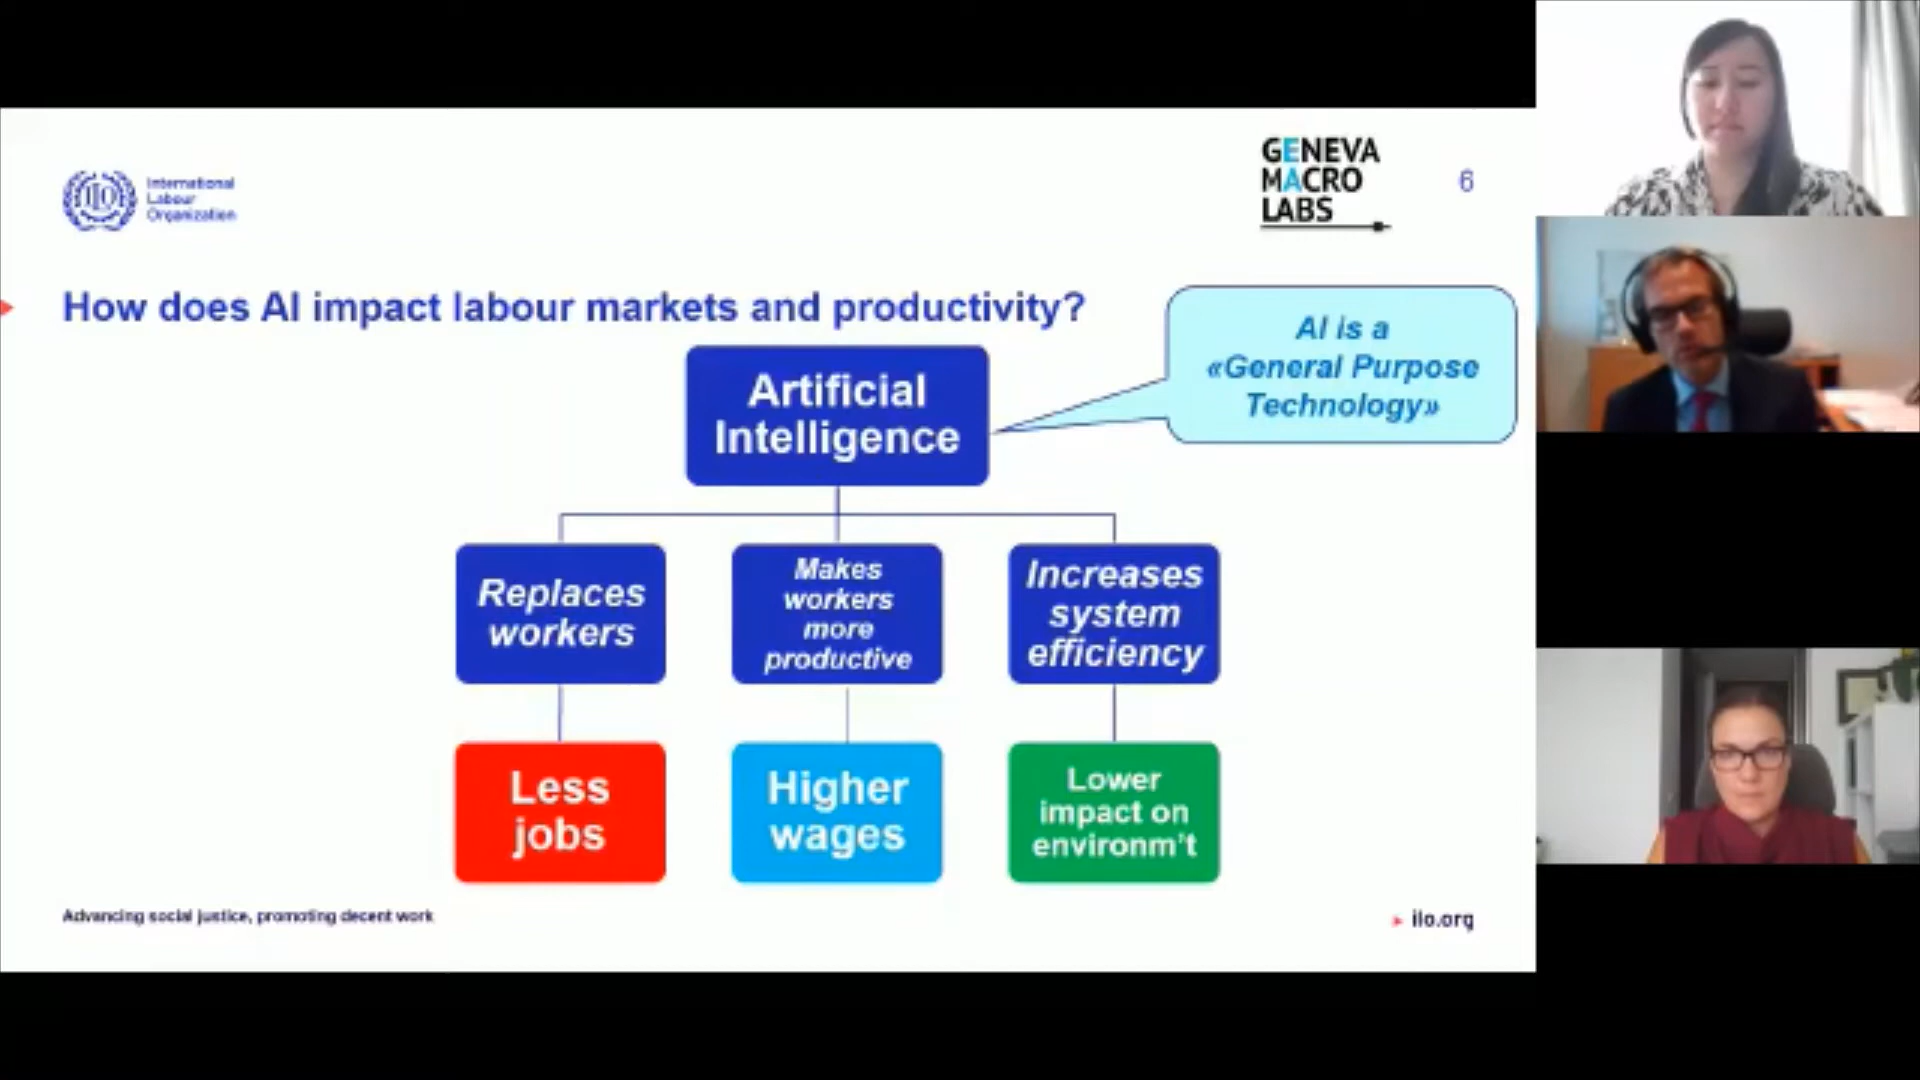 International
Labour
Organization
GENEVA
MACRO
LABS
6
How does AI impact labour markets and productivity?
AI is a
«General Purpose
Technology»
Artificial
Intelligence
Replaces
workers
Makes
workers
more
productive
Increases
system
efficiency
Less
jobs
Higher
wages
Lower
impact on
environm't
Advancing social justice, promoting decent work
ilo.org